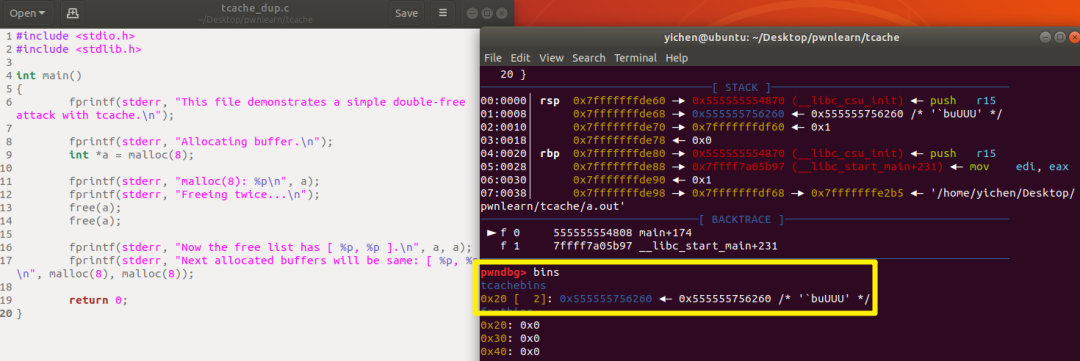 Open
tcache_dup.c
~/Desktop/pwnlearn/tcache
Save
1 #include <stdio.h>
2 #include <stdlib.h>
3
4 int main()
5 {
6 fprintf(stderr, "This file demonstrates a simple double-free
attack with tcache.\n");
7
8 fprintf(stderr, "Allocating buffer.\n");
9 int *a = malloc(8);
10
11 fprintf(stderr, "malloc(8): %p\n", a);
12 fprintf(stderr, "Freeing twice...\n");
13 free(a);
14 free(a);
15
16 fprintf(stderr, "Now the free list has [ %p, %p ].\n", a, a);
17 fprintf(stderr, "Next allocated buffers will be same: [ %p, %p
\n", malloc(8), malloc(8));
18
19 return 0;
20 }
yichen@ubuntu: ~/Desktop/pwnlearn/tcache
File Edit View Search Terminal Help
20 }
[ STACK ]
00:0000│ rsp 0x7fffffffde60 —▸ 0x555555554870 (__libc_csu_init) ◂— push r15
01:0008│ 0x7fffffffde68 —▸ 0x555555756260 ◂— 0x555555756260 /* '`buUUU' */
02:0010│ 0x7fffffffde70 —▸ 0x7fffffffdf60 ◂— 0x1
03:0018│ 0x7fffffffde78 ◂— 0x0
04:0020│ rbp 0x7fffffffde80 —▸ 0x555555554870 (__libc_csu_init) ◂— push r15
05:0028│ 0x7fffffffde88 —▸ 0x7ffff7a05b97 (__libc_start_main+231) ◂— mov edi, eax
06:0030│ 0x7fffffffde90 ◂— 0x1
07:0038│ 0x7fffffffde98 —▸ 0x7fffffffdf68 —▸ 0x7fffffffe2b5 ◂— '/home/yichen/Desktop/
pwnlearn/tcache/a.out'
[ BACKTRACE ]
► f 0 555555554808 main+174
f 1 7ffff7a05b97 __libc_start_main+231
pwndbg> bins
tcachebins
0x20 [ 2]: 0x555555756260 ◂— 0x555555756260 /* '`buUUU' */
0x20: 0x0
0x30: 0x0
0x40: 0x0